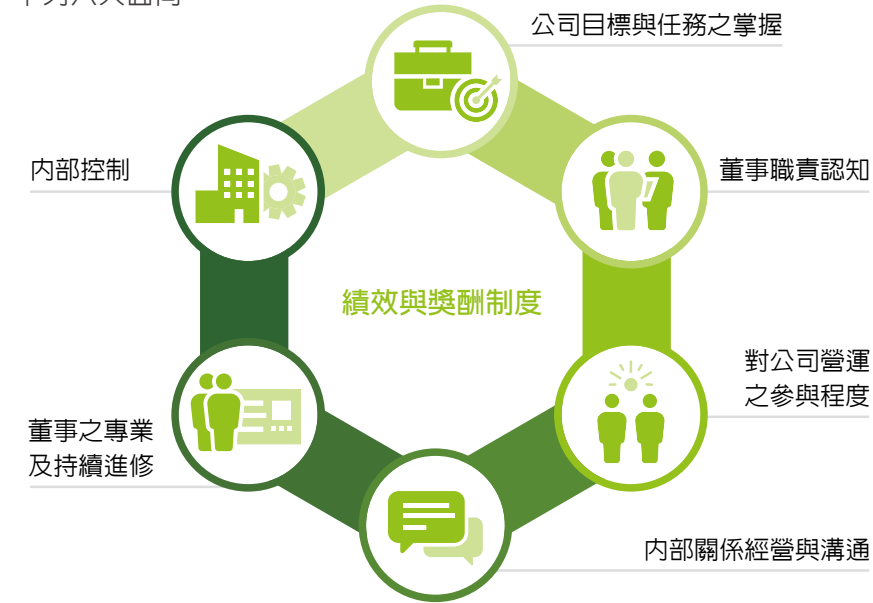 公司目標與任務之掌握
內部控制
董事職責認知
績效與獎酬制度
對公司營運
之參與程度
董事之專業
及持續進修
內部關係經營與溝通